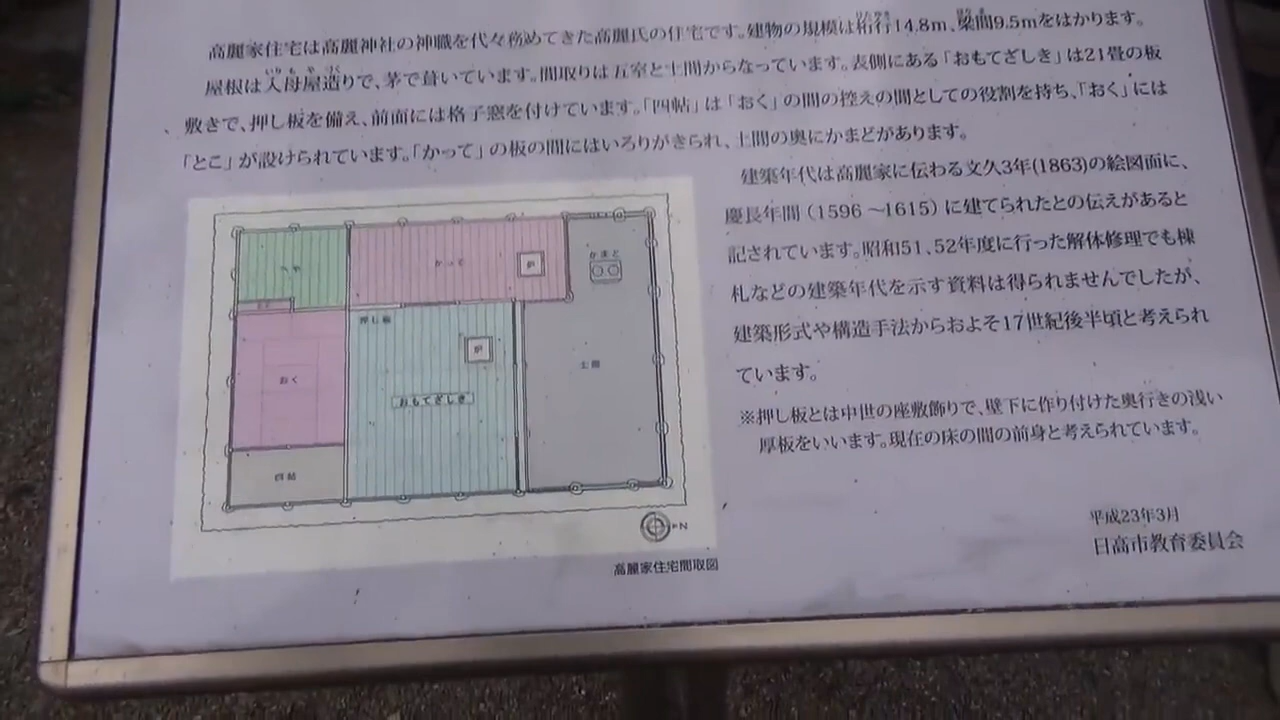 高麗家住宅は高麗神社の神職を代々務めてきた高麗氏の住宅です。建物の規模は桁行14.8m、梁間9.5mをはかります。
屋根は入母屋造りで、茅で葺いています。間取りは五室と土間からなっています。表側にある「おもてざしき」は21畳の板
敷きで、押し板を備え、前面には格子窓を付けています。「四帖」は「おく」の間の控えの間としての役割を持ち、「おく」には
「とこ」が設けられています。「かって」の板の間にはいろりがきられ、土間の奥にかまどがあります。
建築年代は高麗家に伝わる文久3年(1863)の絵図面に、
慶長年間(1596～1615)に建てられたとの伝えがあると
記されています。昭和51、52年度に行った解体修理でも棟
札などの建築年代を示す資料は得られませんでしたが、
建築形式や構造手法からおよそ17世紀後半頃と考えられ
ています。
※押し板とは中世の座敷飾りで、壁下に作り付けた奥行きの浅い
厚板をいいます。現在の床の間の前身と考えられています。
平成23年3月
日高市教育委員会
へや
かって
炉
かまど
押し板
炉
おく
おもてざしき
土間
四帖
N
高麗家住宅間取図